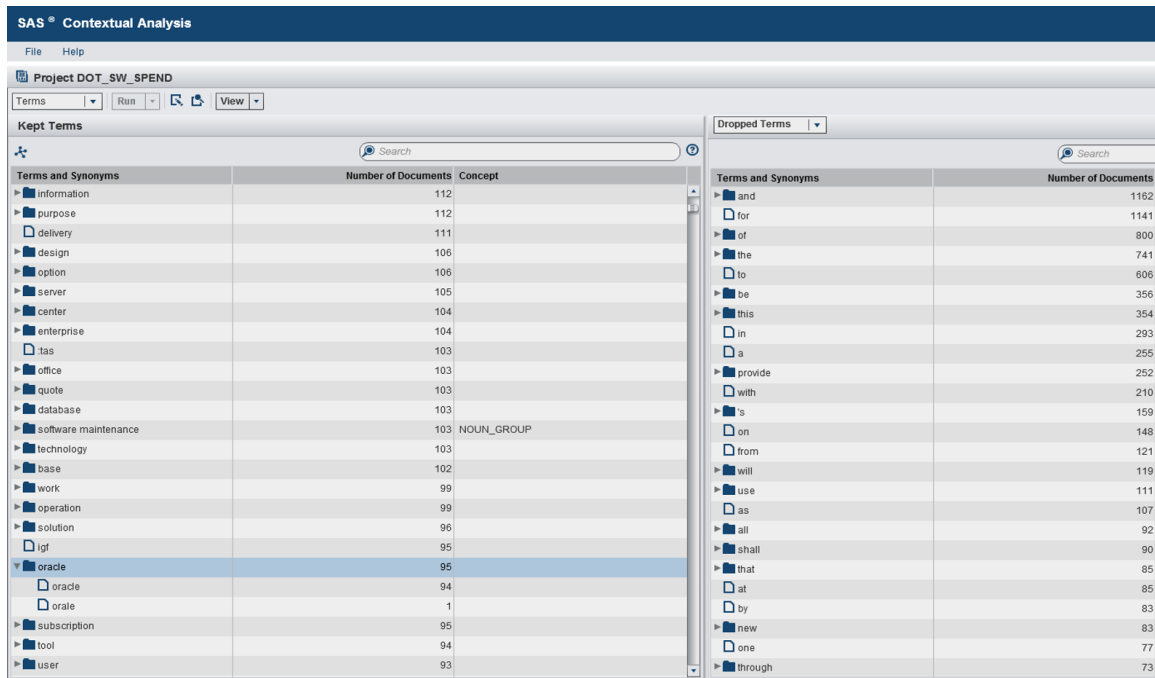 SAS ® Contextual Analysis
File Help
Project DOT_SW_SPEND
Terms Run View
Kept Terms
Search
Terms and Synonyms Number of Documents Concept
information 112
purpose 112
delivery 111
design 106
option 106
server 105
center 104
enterprise 104
:tas 103
office 103
quote 103
database 103
software maintenance 103 NOUN_GROUP
technology 103
base 102
work 99
operation 99
solution 96
igf 95
oracle 95
oracle 94
orale 1
subscription 95
tool 94
user 93
Dropped Terms
Search
Terms and Synonyms Number of Documents
and 1162
for 1141
of 800
the 741
to 606
be 356
this 354
in 293
a 255
provide 252
with 210
's 159
on 148
from 121
will 119
use 111
as 107
all 92
shall 90
that 85
at 85
by 83
new 83
one 77
through 73